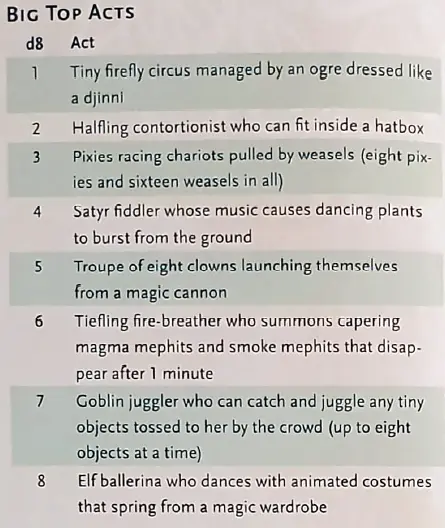 BIG TOP ACTS
d8 Act
1 Tiny firefly circus managed by an ogre dressed like
a djinni
2 Halfling contortionist who can fit inside a hatbox
3 Pixies racing chariots pulled by weasels (eight pix-
ies and sixteen weasels in all)
4 Satyr fiddler whose music causes dancing plants
to burst from the ground
5 Troupe of eight clowns launching themselves
from a magic cannon
6 Tiefling fire-breather who summons capering
magma mephits and smoke mephits that disap-
pear after 1 minute
7 Goblin juggler who can catch and juggle any tiny
objects tossed to her by the crowd (up to eight
objects at a time)
8 Elf ballerina who dances with animated costumes
that spring from a magic wardrobe